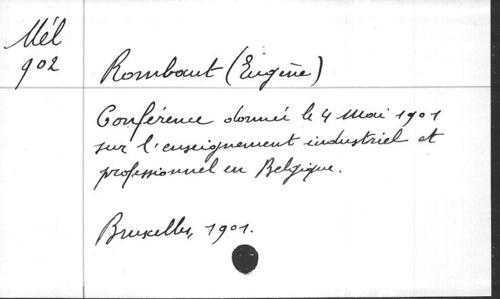 Mél
902
Rombaut (Eugène)
Conférence donnée le 4 Mai 1901
sur l'enseignement industriel et
professionnel en Belgique.
Bruxelles, 1901.